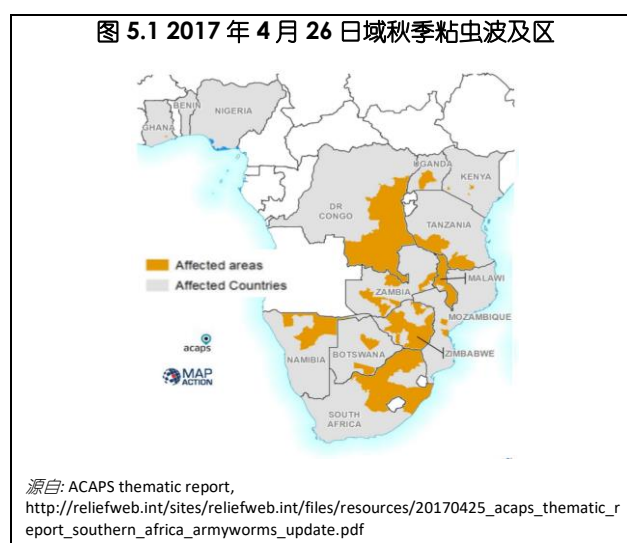 图 5.1 2017 年 4 月 26 日域秋季粘虫波及区
BENIN
NIGERIA
GHANA
UGANDA
KENYA
DR
CONGO
TANZANIA
Affected areas
Affected Countries
MALAWI
ZAMBIA
MOZAMBIQUE
acaps
ZIMBABWE
NAMIBIA
BOTSWANA
MAP
ACTION
SOUTH
AFRICA
源自: ACAPS thematic report,
http://reliefweb.int/sites/reliefweb.int/files/resources/20170425_acaps_thematic_r
eport_southern_africa_armyworms_update.pdf